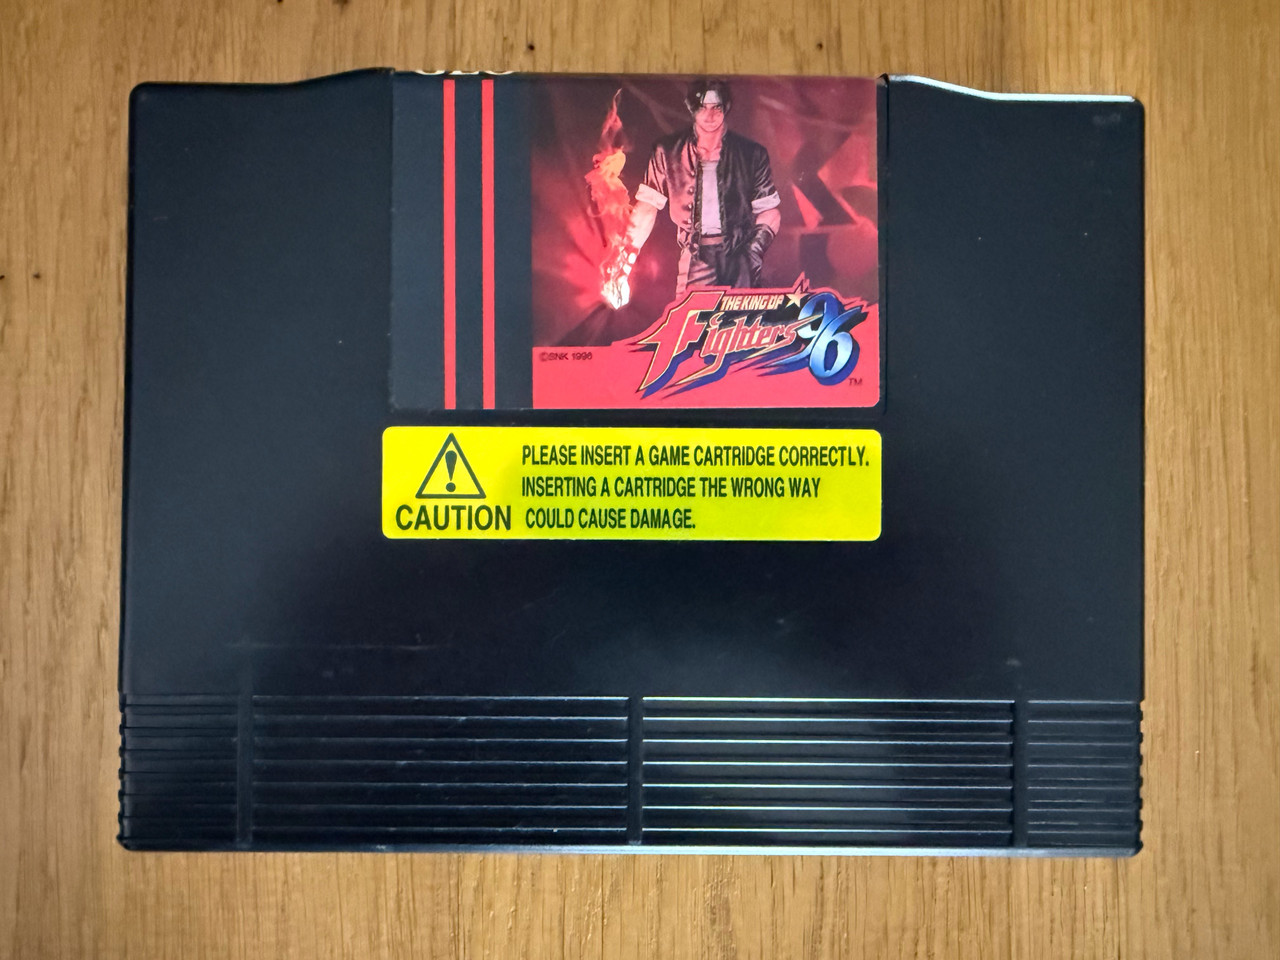 THE KING OF
Fighters '96
©SNK 1996
TM
PLEASE INSERT A GAME CARTRIDGE CORRECTLY.
INSERTING A CARTRIDGE THE WRONG WAY
CAUTION COULD CAUSE DAMAGE.